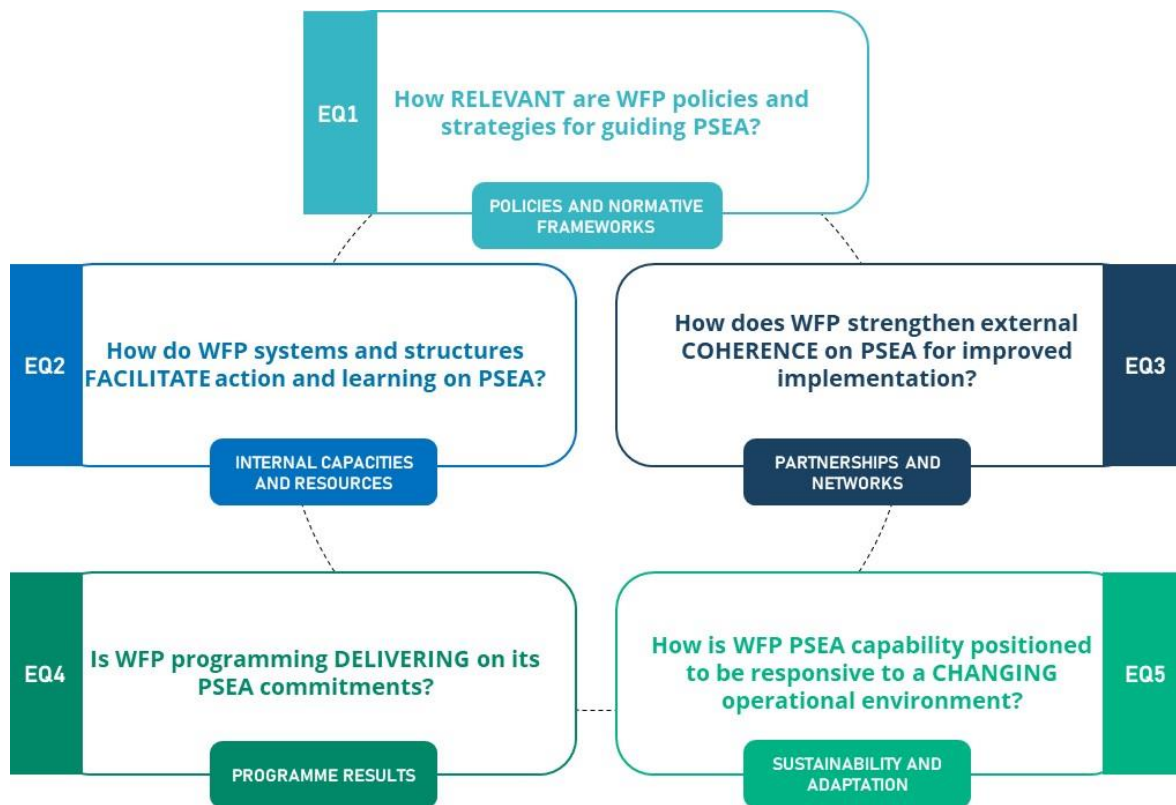 EQ1
How RELEVANT are WFP policies and
strategies for guiding PSEA?
POLICIES AND NORMATIVE
FRAMEWORKS
EQ2
How do WFP systems and structures
FACILITATE action and learning on PSEA?
INTERNAL CAPACITIES
AND RESOURCES
How does WFP strengthen external
COHERENCE on PSEA for improved
implementation?
EQ3
PARTNERSHIPS AND
NETWORKS
EQ4
Is WFP programming DELIVERING on its
PSEA commitments?
PROGRAMME RESULTS
How is WFP PSEA capability positioned
to be responsive to a CHANGING
operational environment?
EQ5
SUSTAINABILITY AND
ADAPTATION